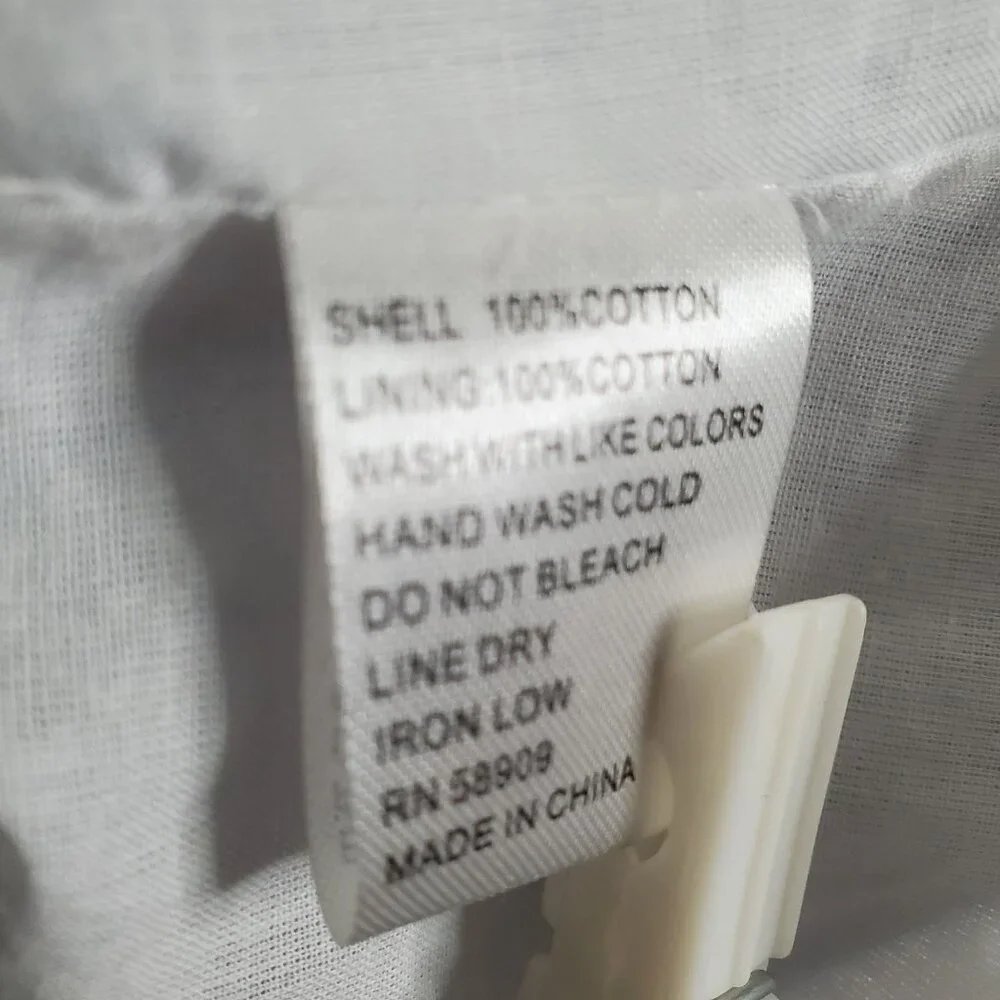 SHELL 100%COTTON
LINING:100%COTTON
WASH WITH LIKE COLORS
HAND WASH COLD
DO NOT BLEACH
LINE DRY
IRON LOW
RN 58909
MADE IN CHINA